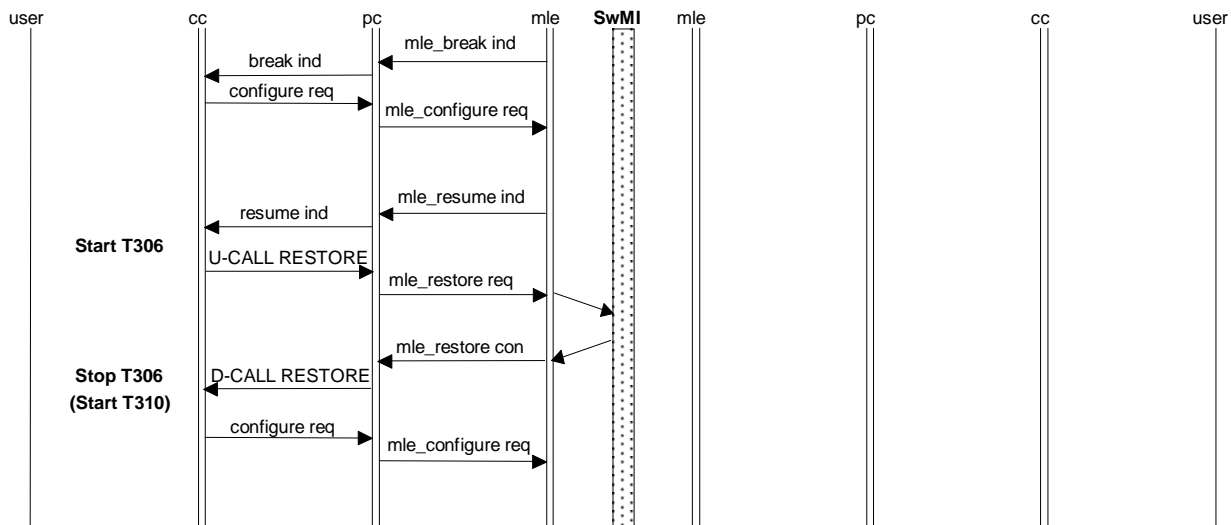 user cc pc mle SwMI mle pc cc user
mle_break ind
break ind
configure req
mle_configure req
mle_resume ind
resume ind
Start T306
U-CALL RESTORE
mle_restore req
mle_restore con
Stop T306 D-CALL RESTORE
(Start T310)
configure req
mle_configure req